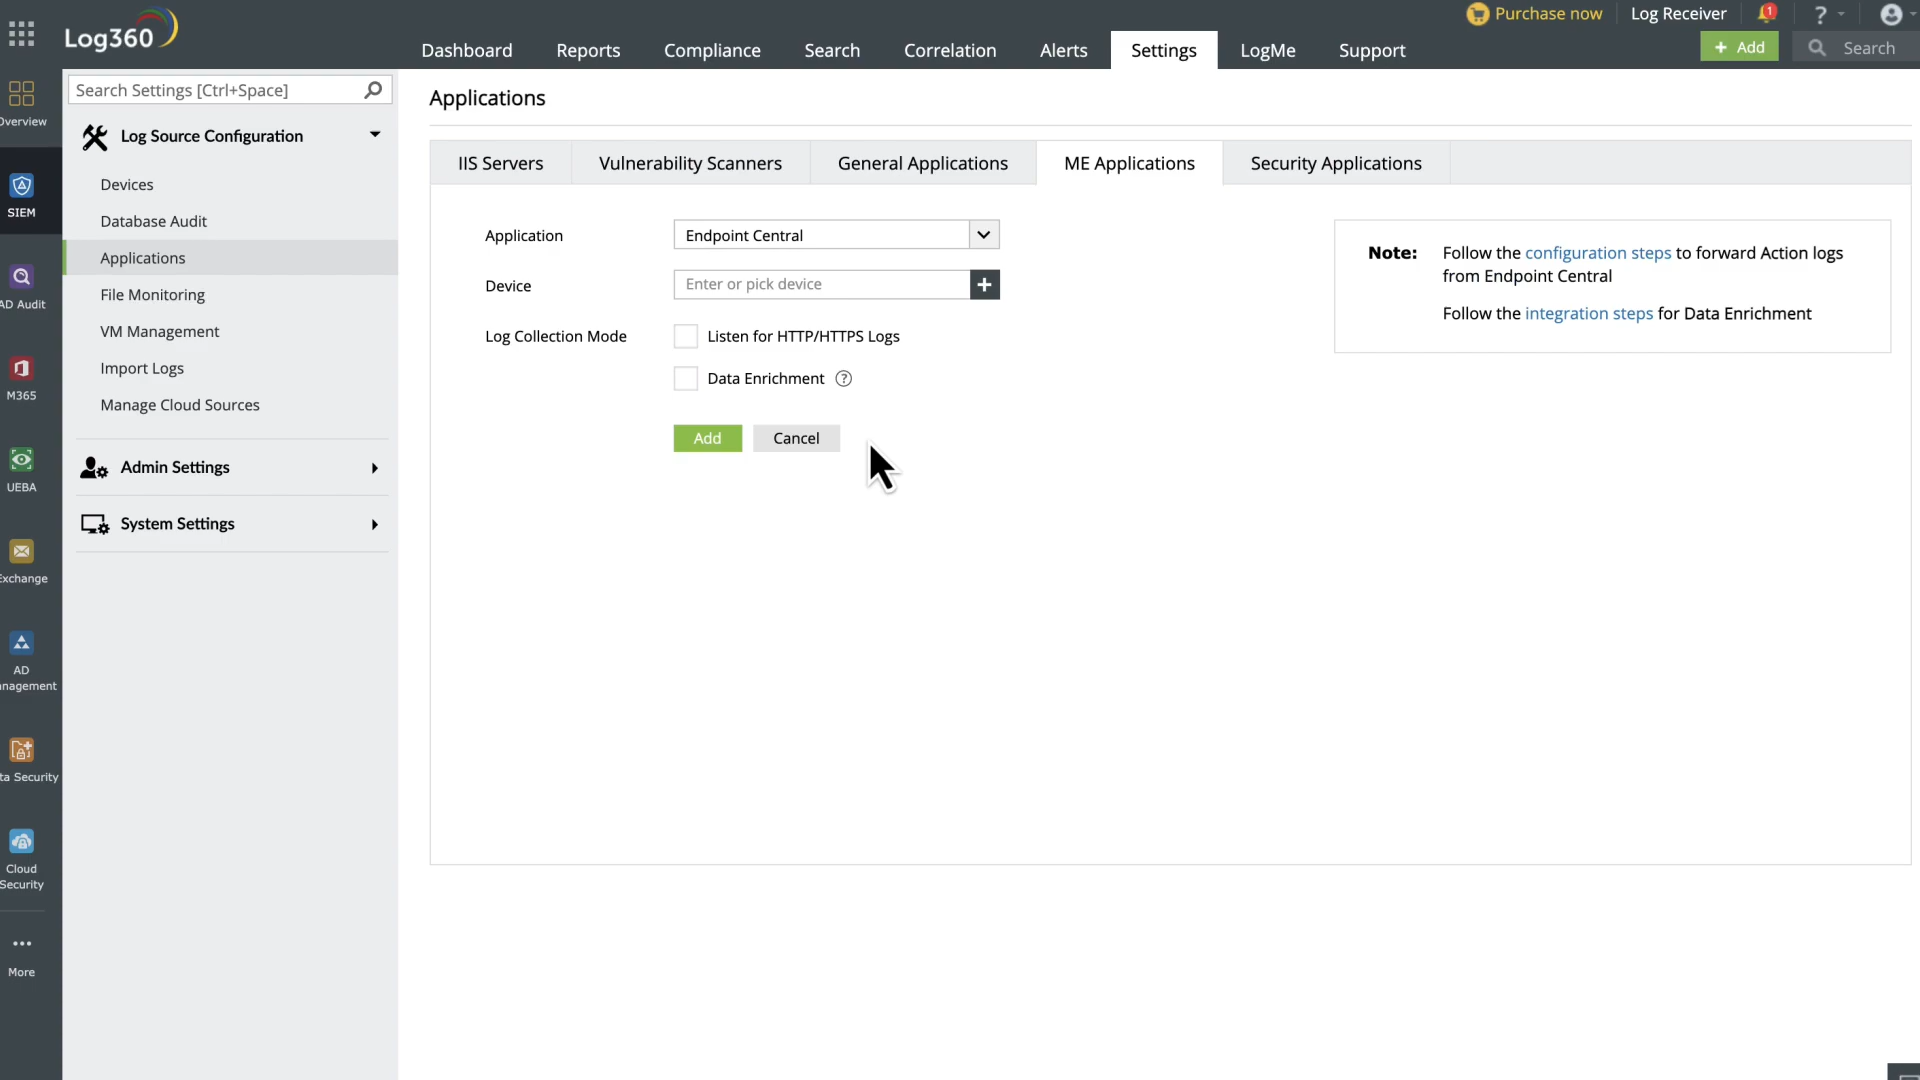 Log360
Purchase now
Log Receiver
1
?
Dashboard
Reports
Compliance
Search
Correlation
Alerts
Settings
LogMe
Support
+ Add
Search
Search Settings [Ctrl+Space]
Overview
SIEM
AD Audit
M365
UEBA
Exchange
AD
nagement
ta Security
Cloud
Security
More
Log Source Configuration
Devices
Database Audit
Applications
File Monitoring
VM Management
Import Logs
Manage Cloud Sources
Admin Settings
System Settings
Applications
IIS Servers
Vulnerability Scanners
General Applications
ME Applications
Security Applications
Application
Endpoint Central
Device
Enter or pick device
+
Log Collection Mode
Listen for HTTP/HTTPS Logs
Data Enrichment ?
Add
Cancel
Note: Follow the configuration steps to forward Action logs
from Endpoint Central
Follow the integration steps for Data Enrichment